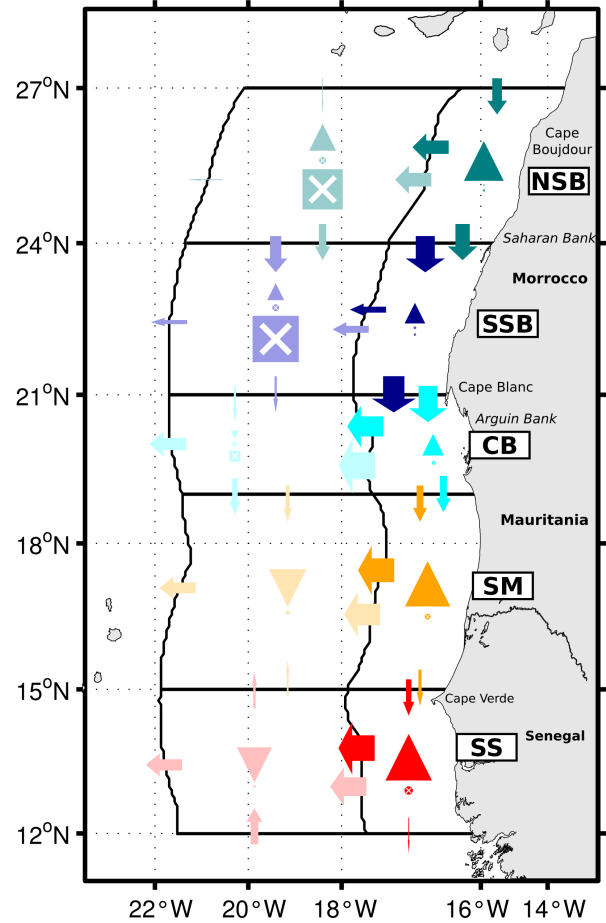 27°N
Cape
Boujdour
NSB
24°N
Saharan Bank
Morrocco
SSB
21°N
Cape Blanc
Arguin Bank
CB
18°N
Mauritania
SM
15°N
Cape Verde
Senegal
SS
12°N
22°W 20°W 18°W 16°W 14°W